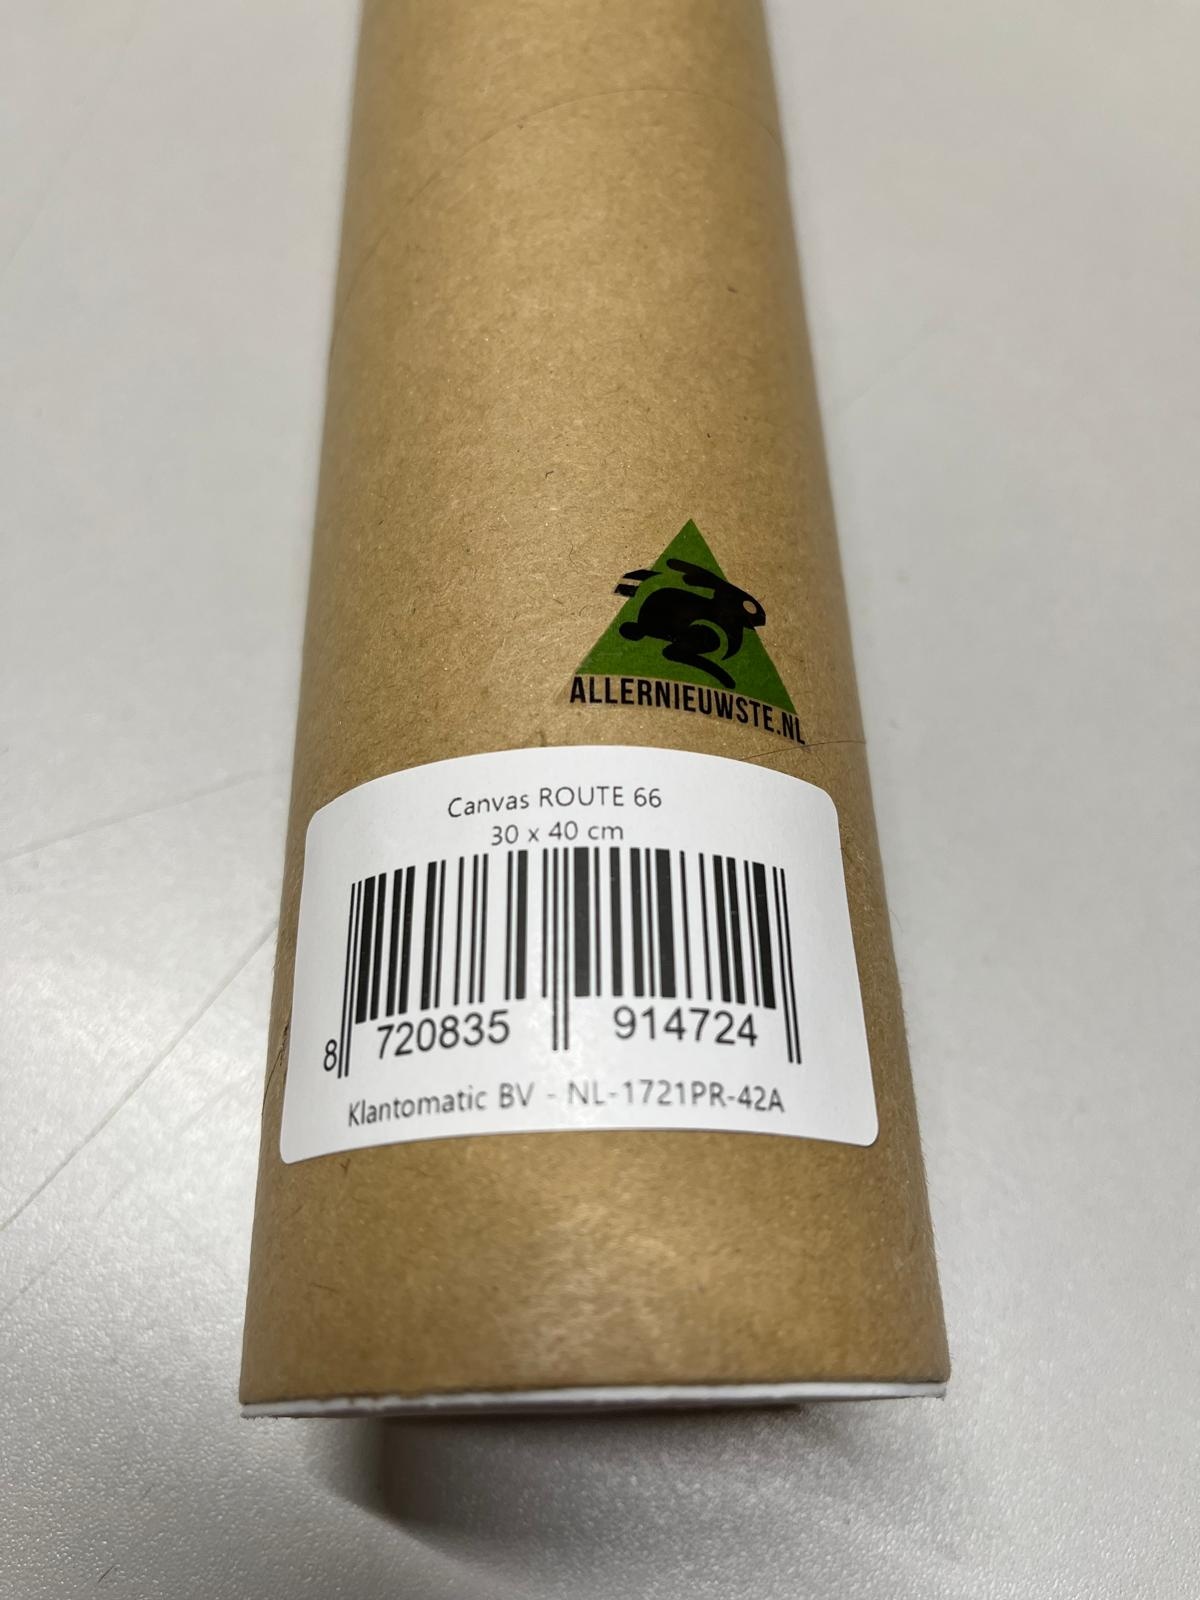 ALLERNIEUWSTE.NL
Canvas ROUTE 66
30 x 40 cm
8 720835 914724
Klantomatic BV - NL-1721PR-42A